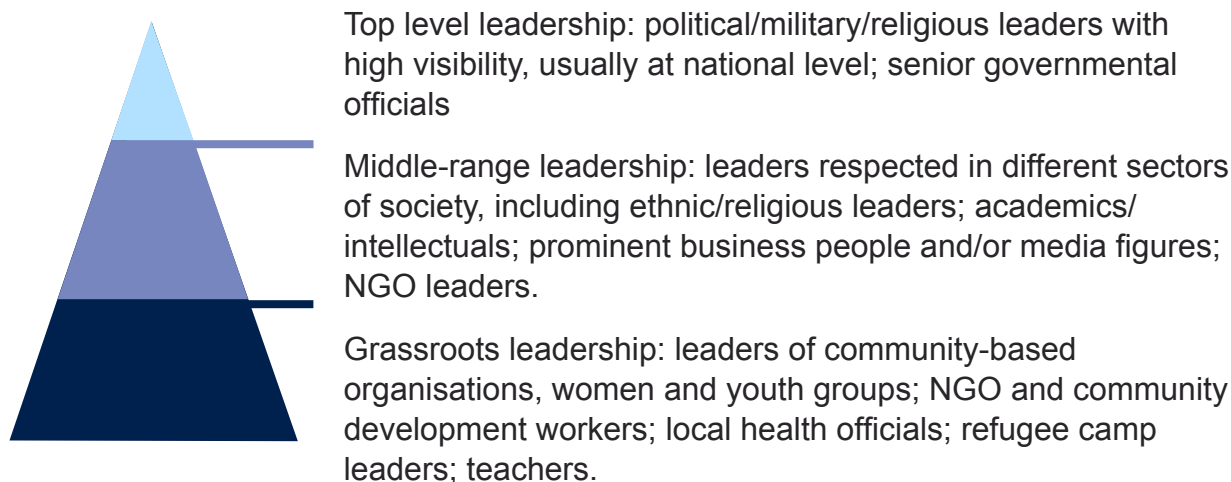 Top level leadership: political/military/religious leaders with
high visibility, usually at national level; senior governmental
officials
Middle-range leadership: leaders respected in different sectors
of society, including ethnic/religious leaders; academics/
intellectuals; prominent business people and/or media figures;
NGO leaders.
Grassroots leadership: leaders of community-based
organisations, women and youth groups; NGO and community
development workers; local health officials; refugee camp
leaders; teachers.